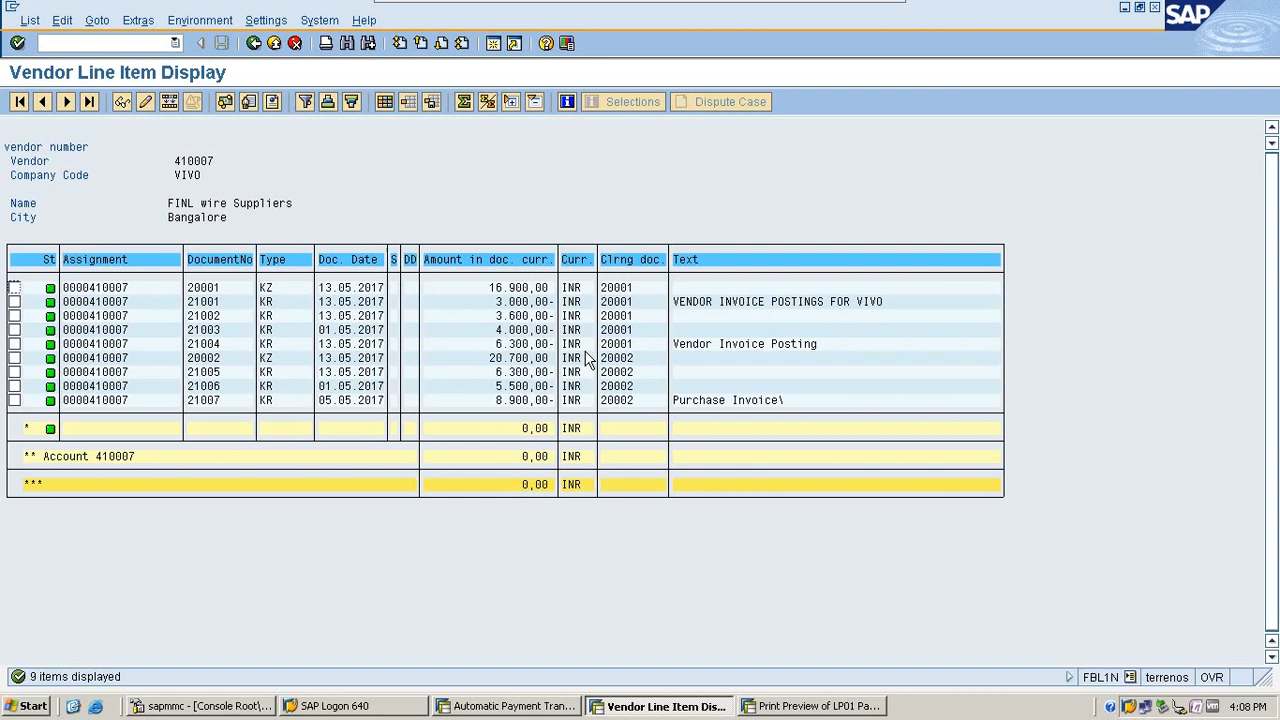 List Edit Goto Extras Environment Settings System Help
SAP
Vendor Line Item Display
Selections Dispute Case
vendor number
Vendor 410007
Company Code VIVO
Name FINL wire Suppliers
City Bangalore
St Assignment DocumentNo Type Doc. Date S DD Amount in doc. curr. Curr. Clrng doc. Text
0000410007 20001 KZ 13.05.2017 16.900,00 INR 20001
0000410007 21001 KR 13.05.2017 3.000,00- INR 20001 VENDOR INVOICE POSTINGS FOR VIVO
0000410007 21002 KR 13.05.2017 3.600,00- INR 20001
0000410007 21003 KR 01.05.2017 4.000,00- INR 20001
0000410007 21004 KR 13.05.2017 6.300,00- INR 20001 Vendor Invoice Posting
0000410007 20002 KZ 13.05.2017 20.700,00 INR 20002
0000410007 21005 KR 13.05.2017 6.300,00- INR 20002
0000410007 21006 KR 01.05.2017 5.500,00- INR 20002
0000410007 21007 KR 05.05.2017 8.900,00- INR 20002 Purchase Invoice\
* 0,00 INR
** Account 410007 0,00 INR
*** 0,00 INR
9 items displayed FBL1N terrenos OVR
Start sapmmc - [Console Root\... SAP Logon 640 Automatic Payment Tran... Vendor Line Item Dis... Print Preview of LP01 Pa... 4:08 PM